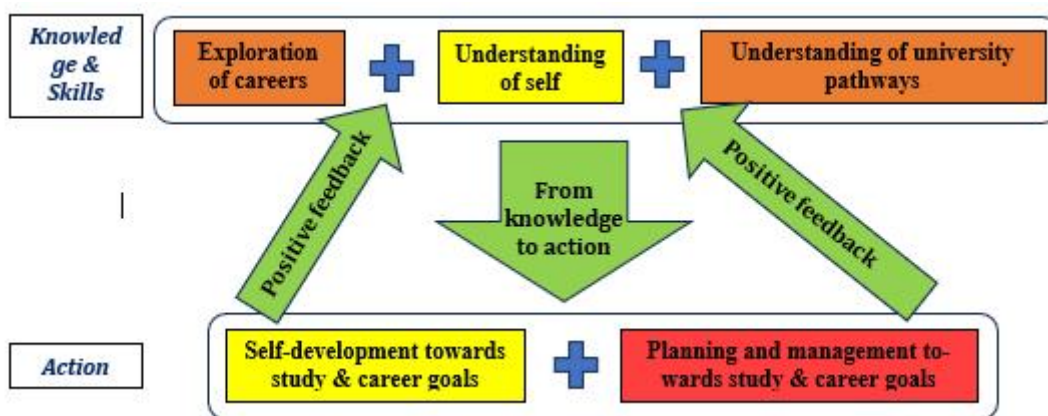 Knowled
ge &
Skills
Exploration
of careers
Understanding
of self
Understanding of university
pathways
Positive feedback
From
knowledge
to action
Positive feedback
Action
Self-development towards
study & career goals
Planning and management to-
wards study & career goals